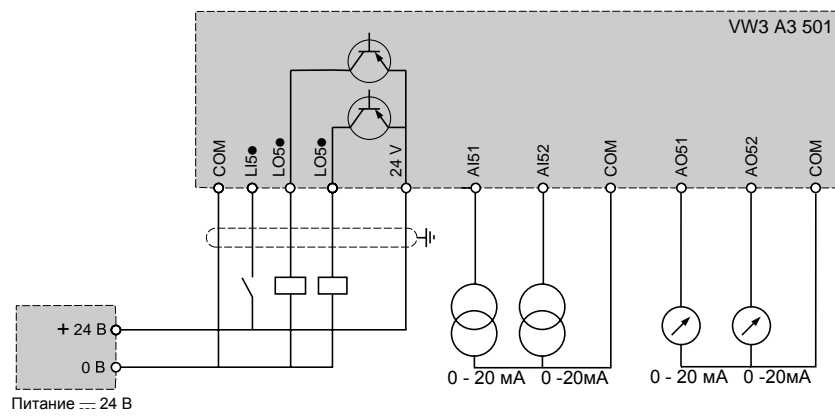 VW3 A3 501
COM
LI5●
LO5●
LO5●
24 V
AI51
AI52
COM
AO51
AO52
COM
+ 24 В
0 В
0 - 20 мА
0 -20мА
0 - 20 мА
0 -20мА
Питание ⎓ 24 В